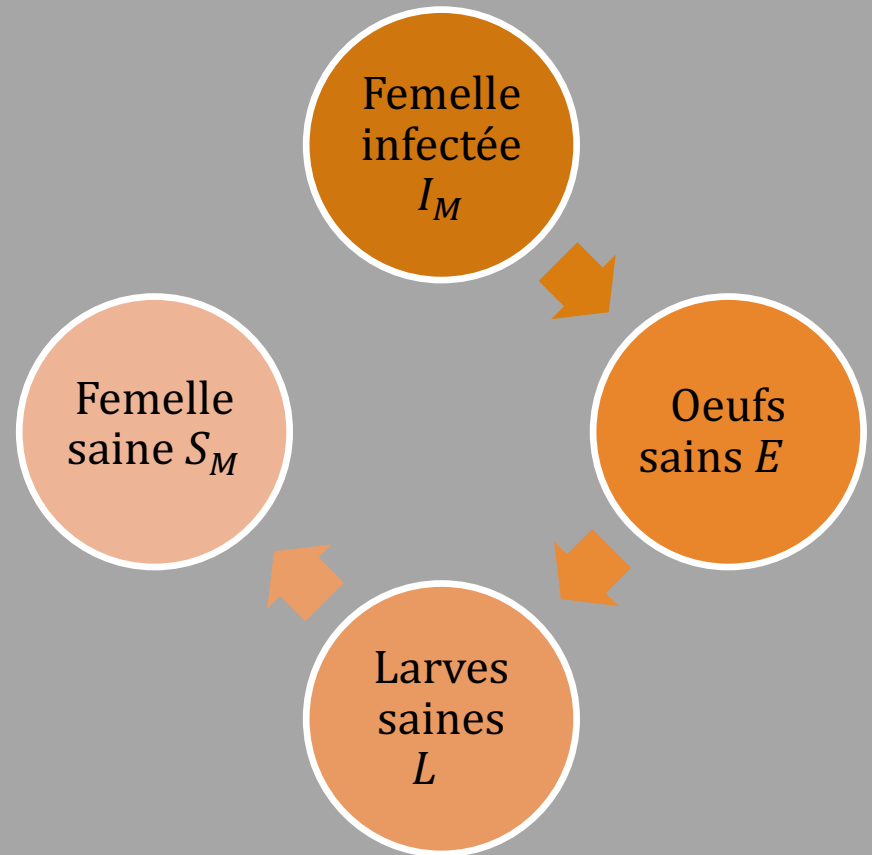 Femelle
infectée
I_M
Oeufs
sains E
Larves
saines
L
Femelle
saine S_M